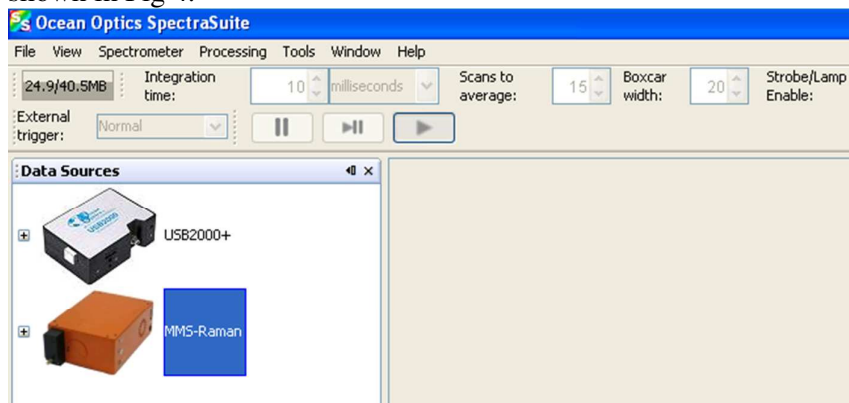 Ocean Optics SpectraSuite
File View Spectrometer Processing Tools Window Help
24.9/40.5MB Integration time: 10 milliseconds Scans to average: 15 Boxcar width: 20 Strobe/Lamp Enable:
External trigger: Normal
Data Sources
USB2000+
USB2000+
MMS-Raman